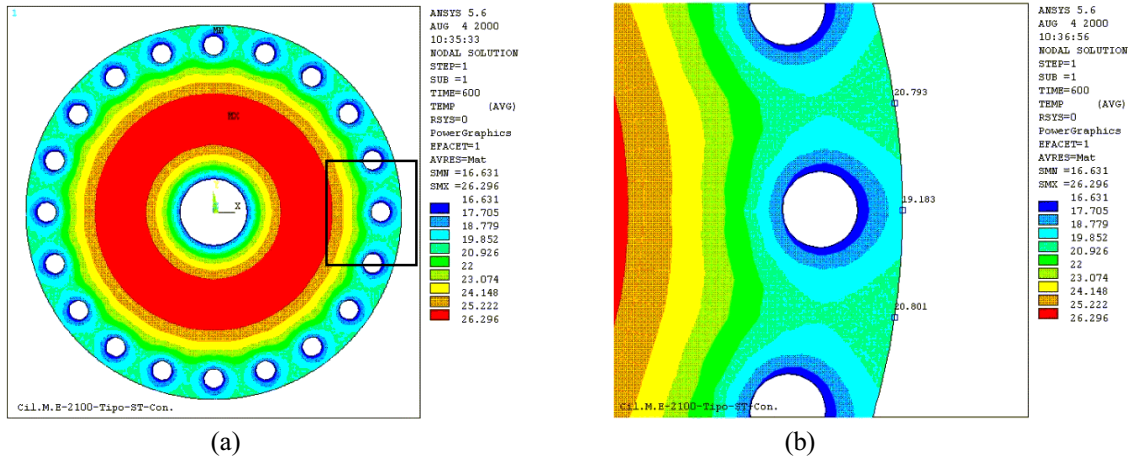 1
MN
MX
Y
Z
X
Cil.M.E-2100-Tipo-ST-Con.
ANSYS 5.6
AUG  4 2000
10:35:33
NODAL SOLUTION
STEP=1
SUB =1
TIME=600
TEMP     (AVG)
RSYS=0
PowerGraphics
EFACET=1
AVRES=Mat
SMN =16.631
SMX =26.296
16.631
17.705
18.779
19.852
20.926
22
23.074
24.148
25.222
26.296
(a)
20.793
19.183
20.801
Cil.M.E-2100-Tipo-ST-Con.
ANSYS 5.6
AUG  4 2000
10:36:56
NODAL SOLUTION
STEP=1
SUB =1
TIME=600
TEMP     (AVG)
RSYS=0
PowerGraphics
EFACET=1
AVRES=Mat
SMN =16.631
SMX =26.296
16.631
17.705
18.779
19.852
20.926
22
23.074
24.148
25.222
26.296
(b)